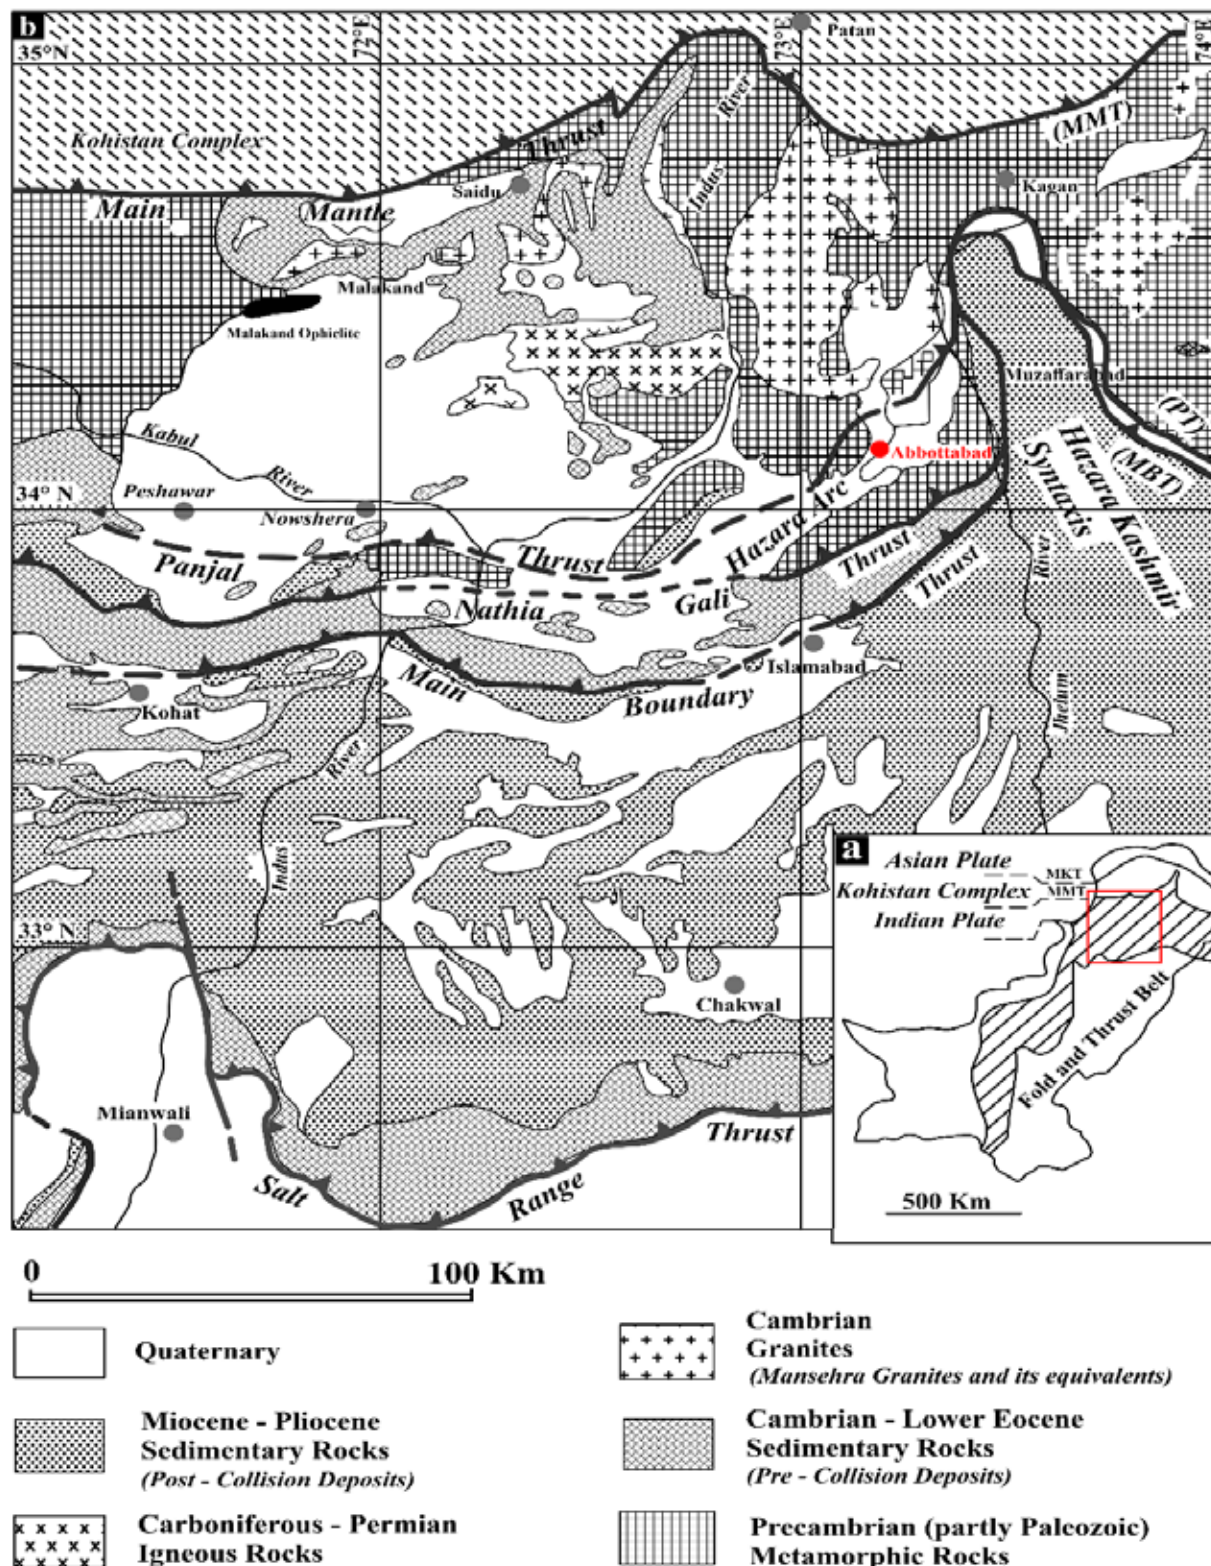 b
35°N
72°E
73°E
74°E
Patan
Kohistan Complex
Thrust
River
Indus
(MMT)
Saidu
Kagan
Main
Mantle
Malakand
Malakand Ophielite
Muzaffarabad
(PT)
(MBT)
Hazara Kashmir
Syntaxis
Kabul
River
Abbottabad
34° N
Peshawar
Nowshera
Hazara Arc
Panjal
Thrust
Thrust
Thrust
Nathia
Gali
River
Jhelum
Islamabad
Main
Boundary
Kohat
River
Indus
a
Asian Plate
MKT
Kohistan Complex
MMT
Indian Plate
33° N
Chakwal
Fold and Thrust Belt
Mianwali
Thrust
Salt
Range
500 Km
0
100 Km
Quaternary
Miocene - Pliocene
Sedimentary Rocks
(Post - Collision Deposits)
Carboniferous - Permian
Igneous Rocks
Cambrian
Granites
(Mansehra Granites and its equivalents)
Cambrian - Lower Eocene
Sedimentary Rocks
(Pre - Collision Deposits)
Precambrian (partly Paleozoic)
Metamorphic Rocks